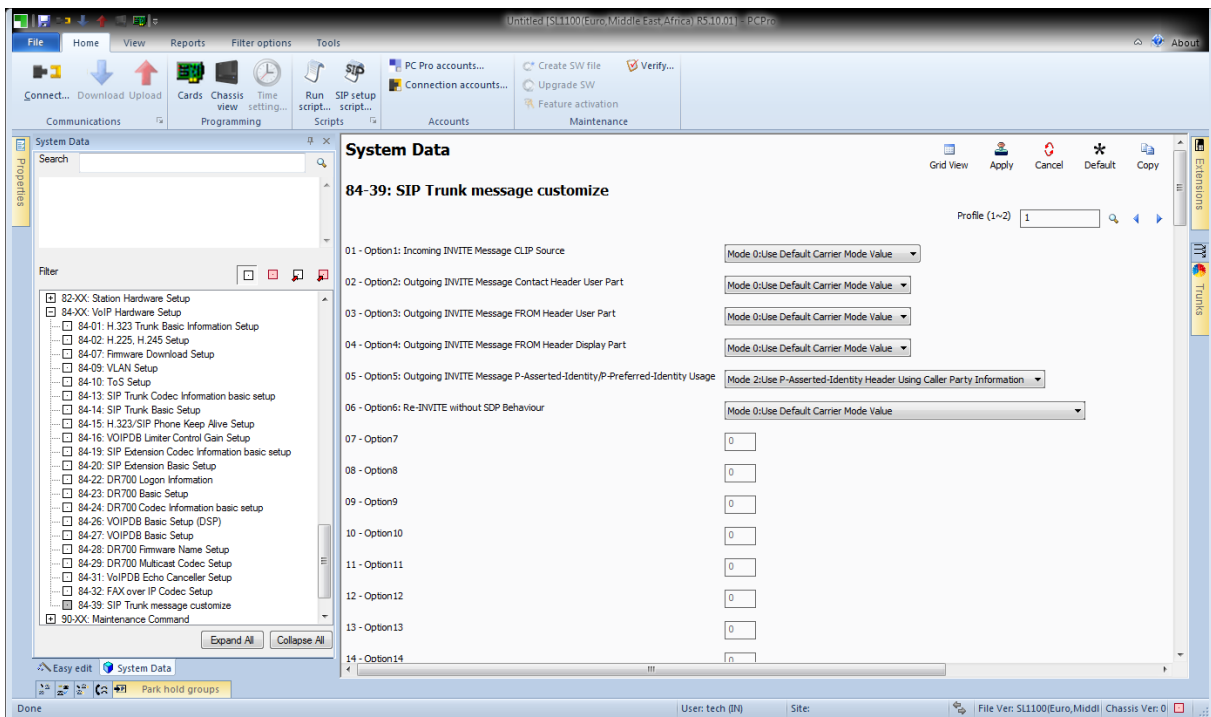 Untitled [SL1100(Euro,Middle East,Africa) R5.10.01] - PCPro
File Home View Reports Filter options Tools About
Connect... Download Upload
Communications
Cards Chassis view Time setting...
Programming
Run script... SIP setup script...
Scripts
PC Pro accounts...
Connection accounts...
Accounts
Create SW file Verify...
Upgrade SW
Feature activation
Maintenance
Properties
System Data
Search
Filter
82-XX: Station Hardware Setup
84-XX: VoIP Hardware Setup
84-01: H.323 Trunk Basic Information Setup
84-02: H.225, H.245 Setup
84-07: Firmware Download Setup
84-09: VLAN Setup
84-10: ToS Setup
84-13: SIP Trunk Codec Information basic setup
84-14: SIP Trunk Basic Setup
84-15: H.323/SIP Phone Keep Alive Setup
84-16: VOIPDB Limiter Control Gain Setup
84-19: SIP Extension Codec Information basic setup
84-20: SIP Extension Basic Setup
84-22: DR700 Logon Information
84-23: DR700 Basic Setup
84-24: DR700 Codec Information basic setup
84-26: VOIPDB Basic Setup (DSP)
84-27: VOIPDB Basic Setup
84-28: DR700 Firmware Name Setup
84-29: DR700 Multicast Codec Setup
84-31: VoIPDB Echo Canceller Setup
84-32: FAX over IP Codec Setup
84-39: SIP Trunk message customize
90-XX: Maintenance Command
Expand All Collapse All
Easy edit System Data
Park hold groups
System Data
Grid View Apply Cancel Default Copy
84-39: SIP Trunk message customize
Profile (1~2) 1
01 - Option1: Incoming INVITE Message CLIP Source Mode 0:Use Default Carrier Mode Value
02 - Option2: Outgoing INVITE Message Contact Header User Part Mode 0:Use Default Carrier Mode Value
03 - Option3: Outgoing INVITE Message FROM Header User Part Mode 0:Use Default Carrier Mode Value
04 - Option4: Outgoing INVITE Message FROM Header Display Part Mode 0:Use Default Carrier Mode Value
05 - Option5: Outgoing INVITE Message P-Asserted-Identity/P-Preferred-Identity Usage Mode 2:Use P-Asserted-Identity Header Using Caller Party Information
06 - Option6: Re-INVITE without SDP Behaviour Mode 0:Use Default Carrier Mode Value
07 - Option7 0
08 - Option8 0
09 - Option9 0
10 - Option10 0
11 - Option11 0
12 - Option12 0
13 - Option13 0
14 - Option14 0
Extensions
Trunks
Done User: tech (IN) Site: File Ver: SL1100(Euro,Middl Chassis Ver: 0